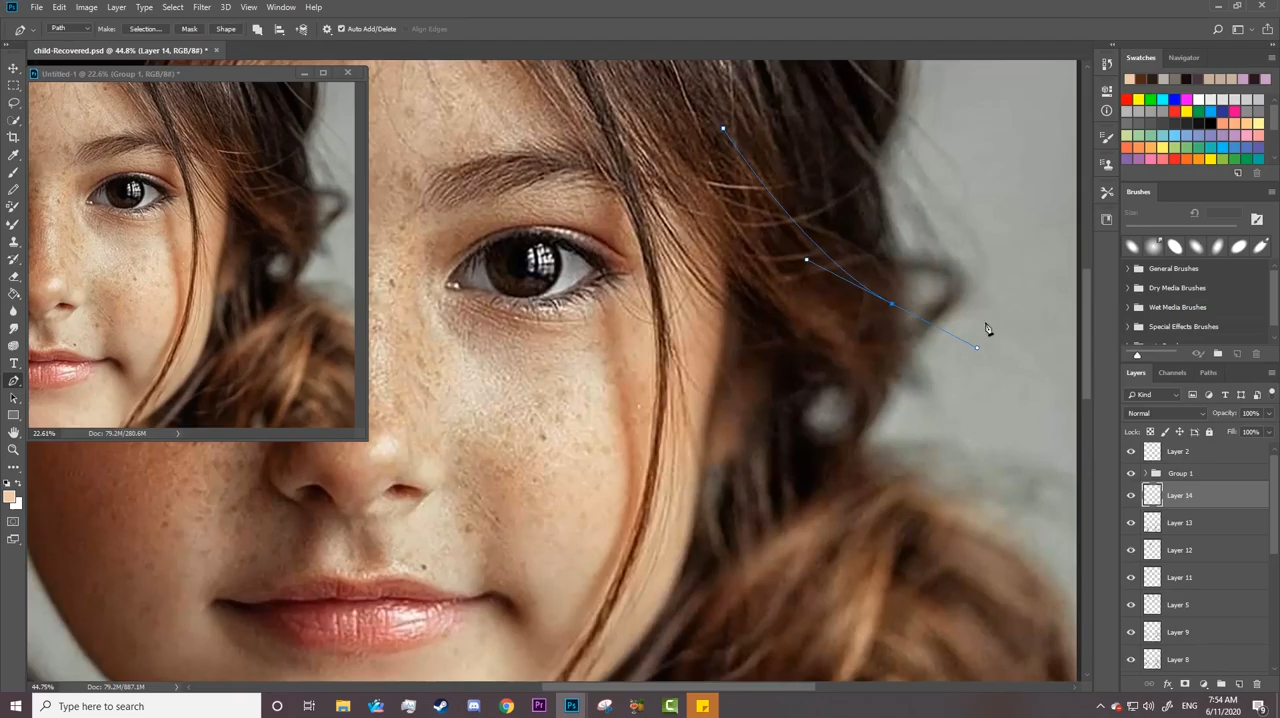 Ps File Edit Image Layer Type Select Filter 3D View Window Help
Path Makes: Selection... Mask Shape Auto Add/Delete Align Edges
child-Recovered.psd @ 44.8% (Layer 14, RGB/8#) * ×
Untitled-1 @ 22.6% (Group 1, RGB/8#) *
22.61% Doc: 79.2M/280.6M
Swatches Navigator
Brushes
Size:
General Brushes
Dry Media Brushes
Wet Media Brushes
Special Effects Brushes
Layers Channels Paths
Kind
Normal Opacity: 100%
Lock: Fill: 100%
Layer 2
Group 1
Layer 14
Layer 13
Layer 12
Layer 11
Layer 5
Layer 9
Layer 8
44.75% Doc: 79.2M/887.1M
Type here to search
Pr Ps
7:54 AM
6/11/2020